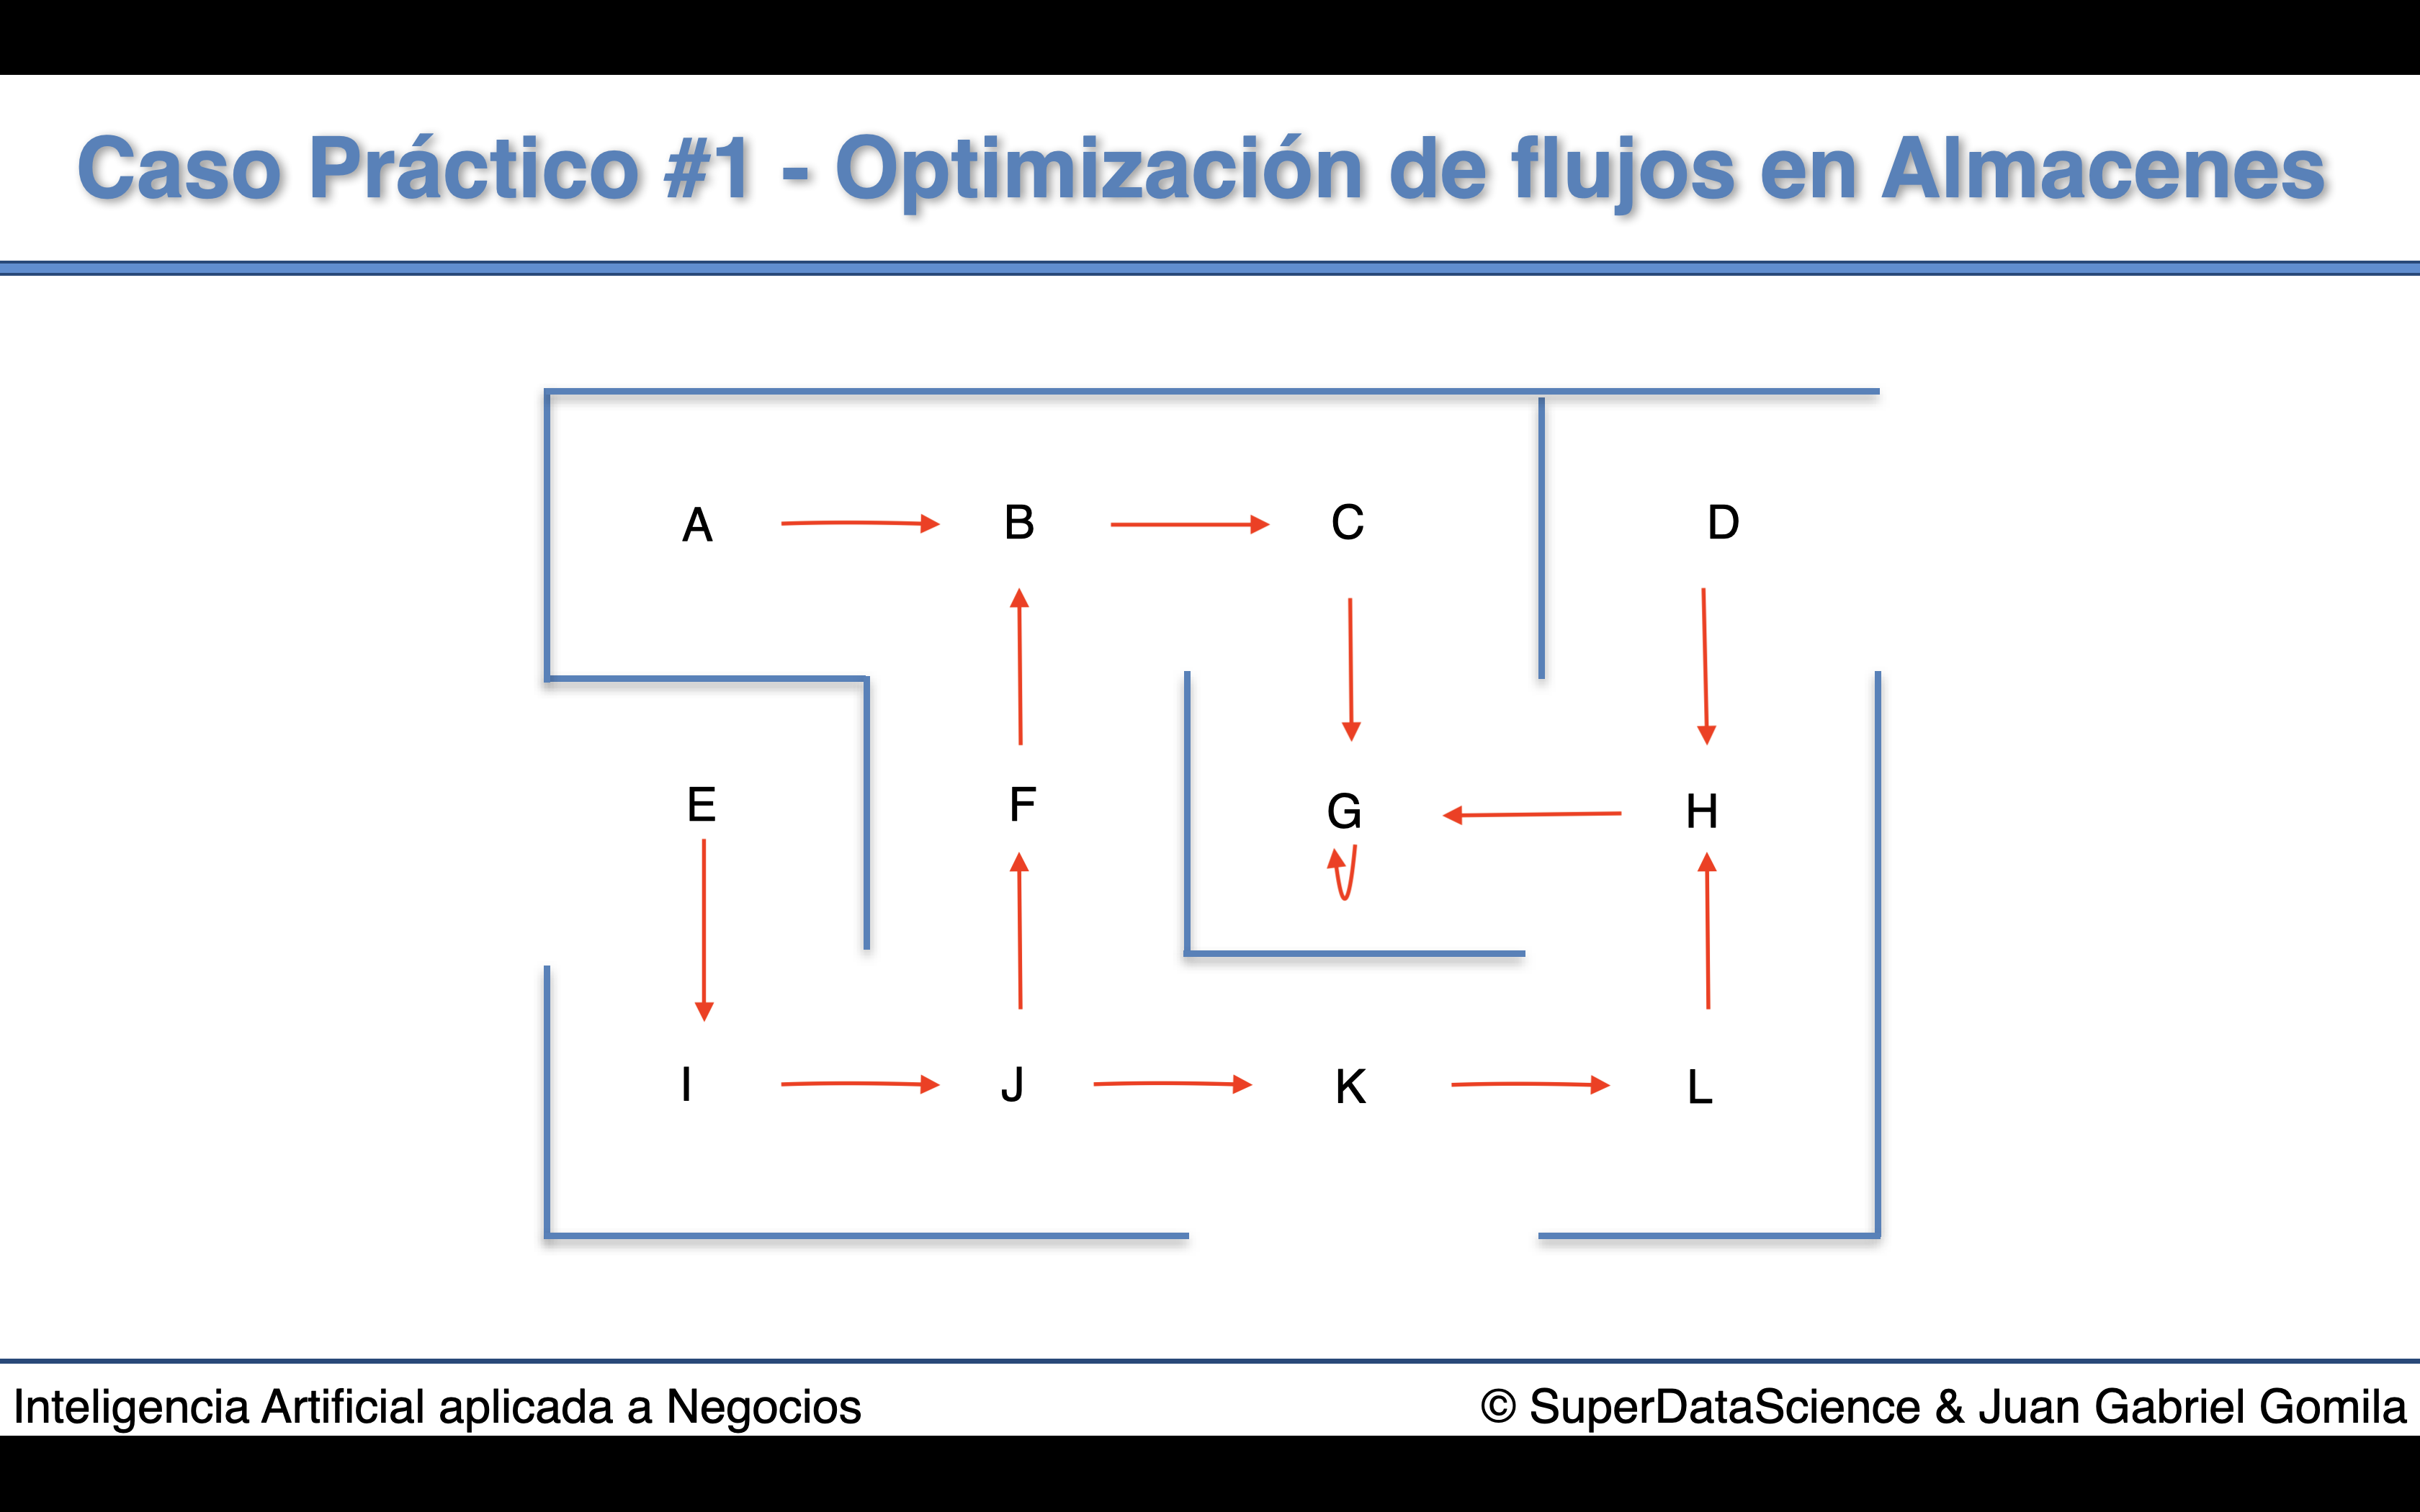 Caso Práctico #1 - Optimización de flujos en Almacenes
A B C D
E F G H
I J K L
Inteligencia Artificial aplicada a Negocios
© SuperDataScience & Juan Gabriel Gomila